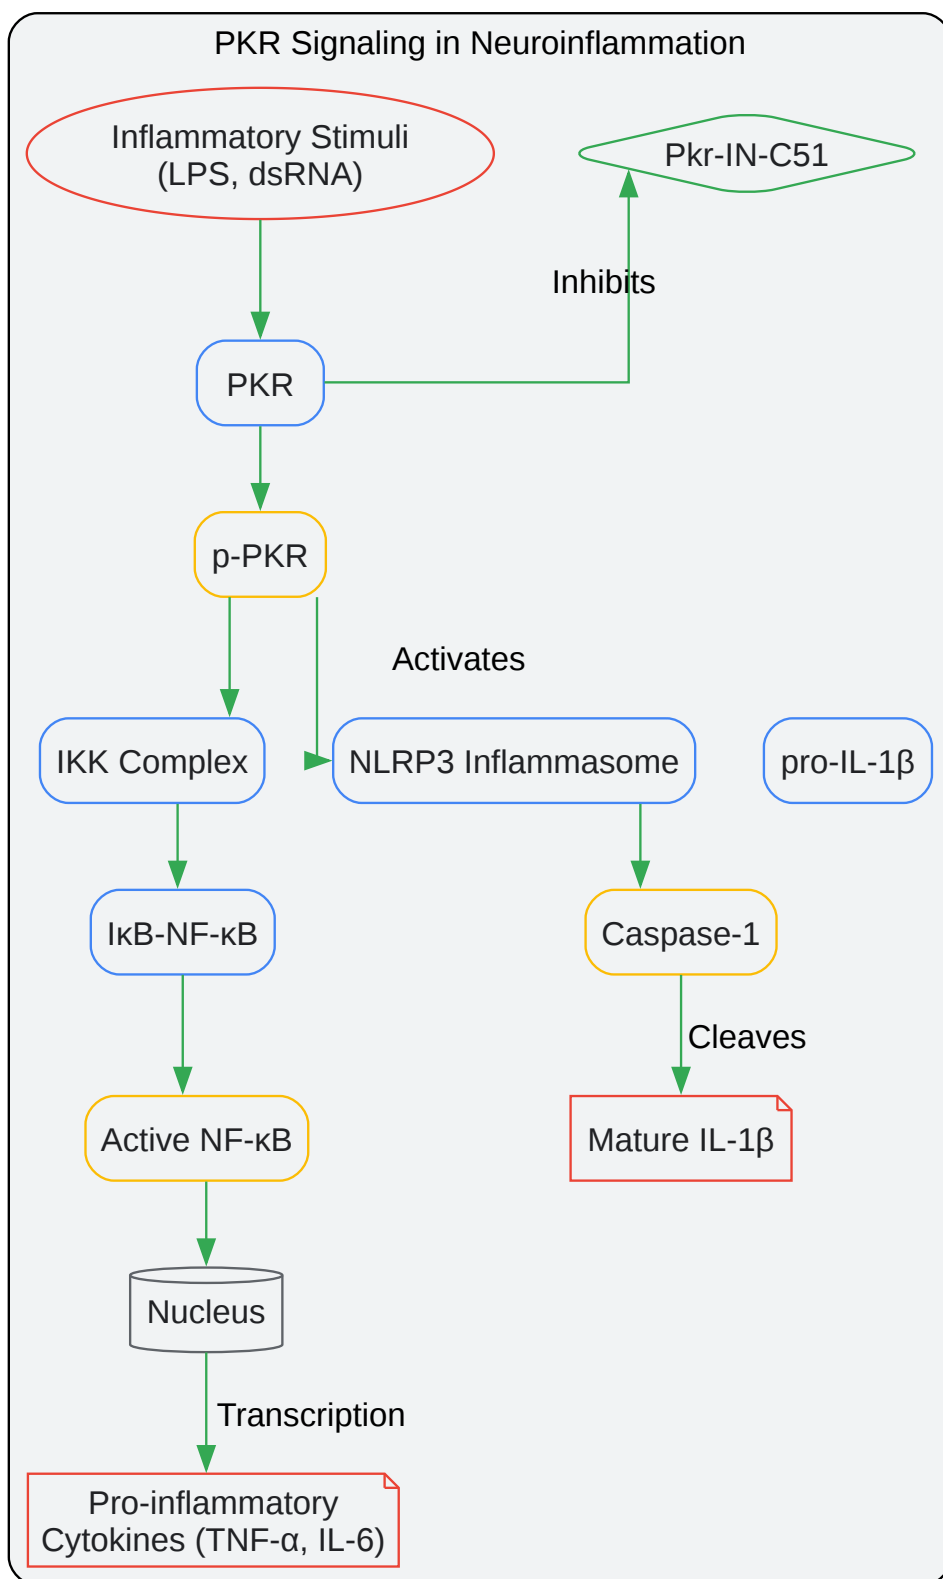 PKR Signaling in Neuroinflammation
Inflammatory Stimuli
(LPS, dsRNA)
Pkr-IN-C51
Inhibits
PKR
p-PKR
Activates
IKK Complex
NLRP3 Inflammasome
pro-IL-1β
IκB-NF-κB
Caspase-1
Cleaves
Active NF-κB
Mature IL-1β
Nucleus
Transcription
Pro-inflammatory
Cytokines (TNF-α, IL-6)